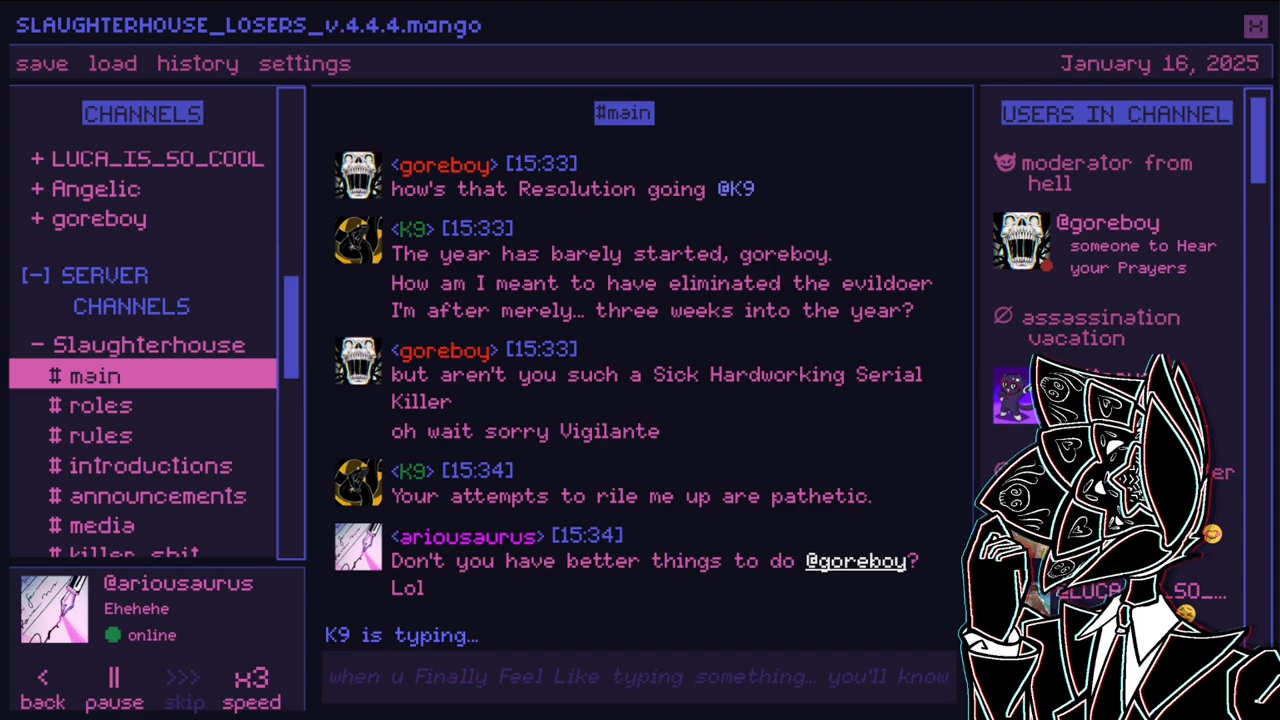 SLAUGHTERHOUSE_LOSERS_v.4.4.4.mango
X
save load history settings
January 16, 2025
CHANNELS
+ LUCA_IS_SO_COOL
+ Angelic
+ goreboy
[-] SERVER
CHANNELS
- Slaughterhouse
# main
# roles
# rules
# introductions
# announcements
# media
# killer_shit
@ariousaurus
Ehehehe
online
< || >>> x3
back pause skip speed
#main
<goreboy> [15:33]
how's that Resolution going @K9
<K9> [15:33]
The year has barely started, goreboy.
How am I meant to have eliminated the evildoer
I'm after merely… three weeks into the year?
<goreboy> [15:33]
but aren't you such a Sick Hardworking Serial
Killer
oh wait sorry Vigilante
<K9> [15:34]
Your attempts to rile me up are pathetic.
<ariousaurus> [15:34]
Don't you have better things to do @goreboy?
Lol
K9 is typing…
when u Finally Feel Like typing something… you'll know
USERS IN CHANNEL
moderator from
hell
@goreboy
someone to Hear
your Prayers
assassination
vacation